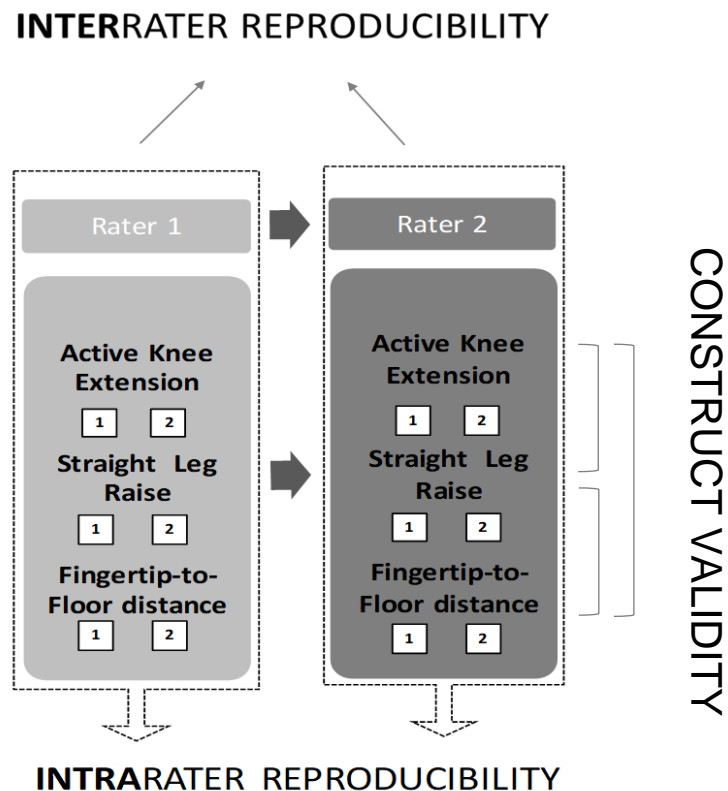 INTERRATER REPRODUCIBILITY
Rater 1
Active Knee
Extension
1 2
Straight Leg
Raise
1 2
Fingertip-to-
Floor distance
1 2
Rater 2
Active Knee
Extension
1 2
Straight Leg
Raise
1 2
Fingertip-to-
Floor distance
1 2
CONSTRUCT VALIDITY
INTRARATER REPRODUCIBILITY